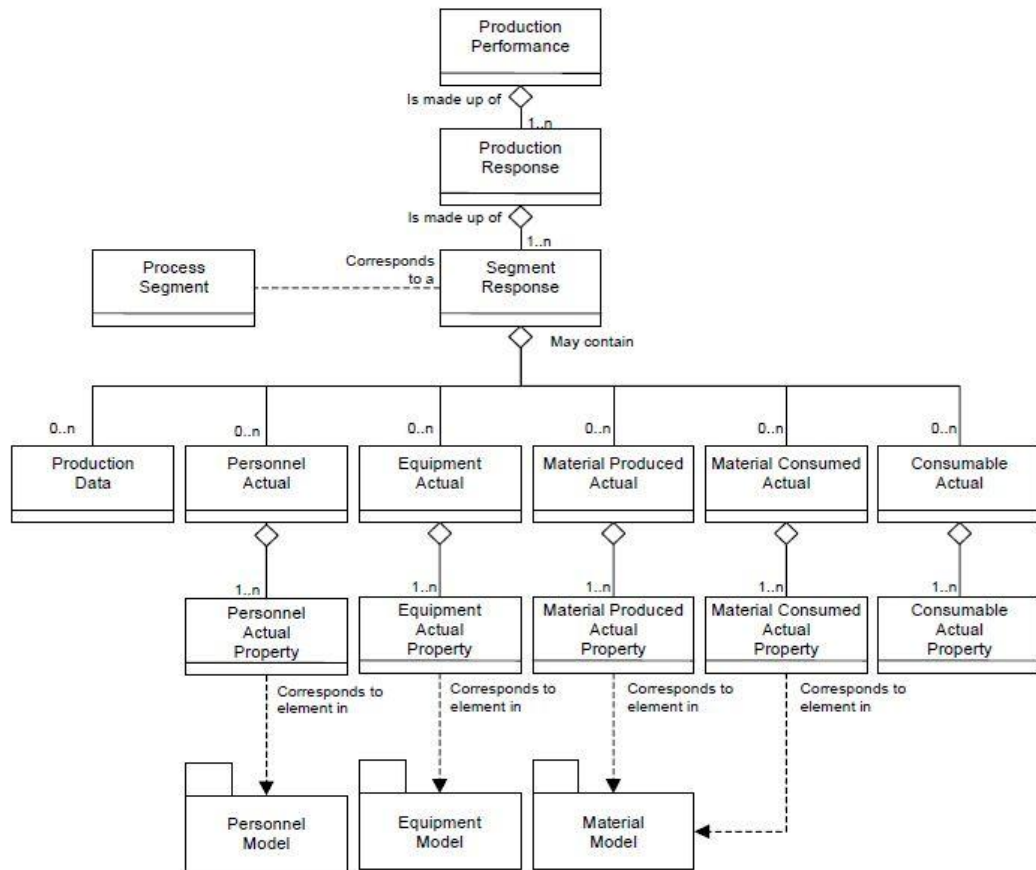 Production
Performance
Is made up of
1..n
Production
Response
Is made up of
1..n
Process
Segment
Corresponds
to a
Segment
Response
May contain
0..n
0..n
0..n
0..n
0..n
0..n
Production
Data
Personnel
Actual
Equipment
Actual
Material Produced
Actual
Material Consumed
Actual
Consumable
Actual
1..n
1..n
1..n
1..n
1..n
Personnel
Actual
Property
Equipment
Actual
Property
Material Produced
Actual
Property
Material Consumed
Actual
Property
Consumable
Actual
Property
Corresponds to
element in
Corresponds to
element in
Corresponds to
element in
Corresponds to
element in
Personnel
Model
Equipment
Model
Material
Model